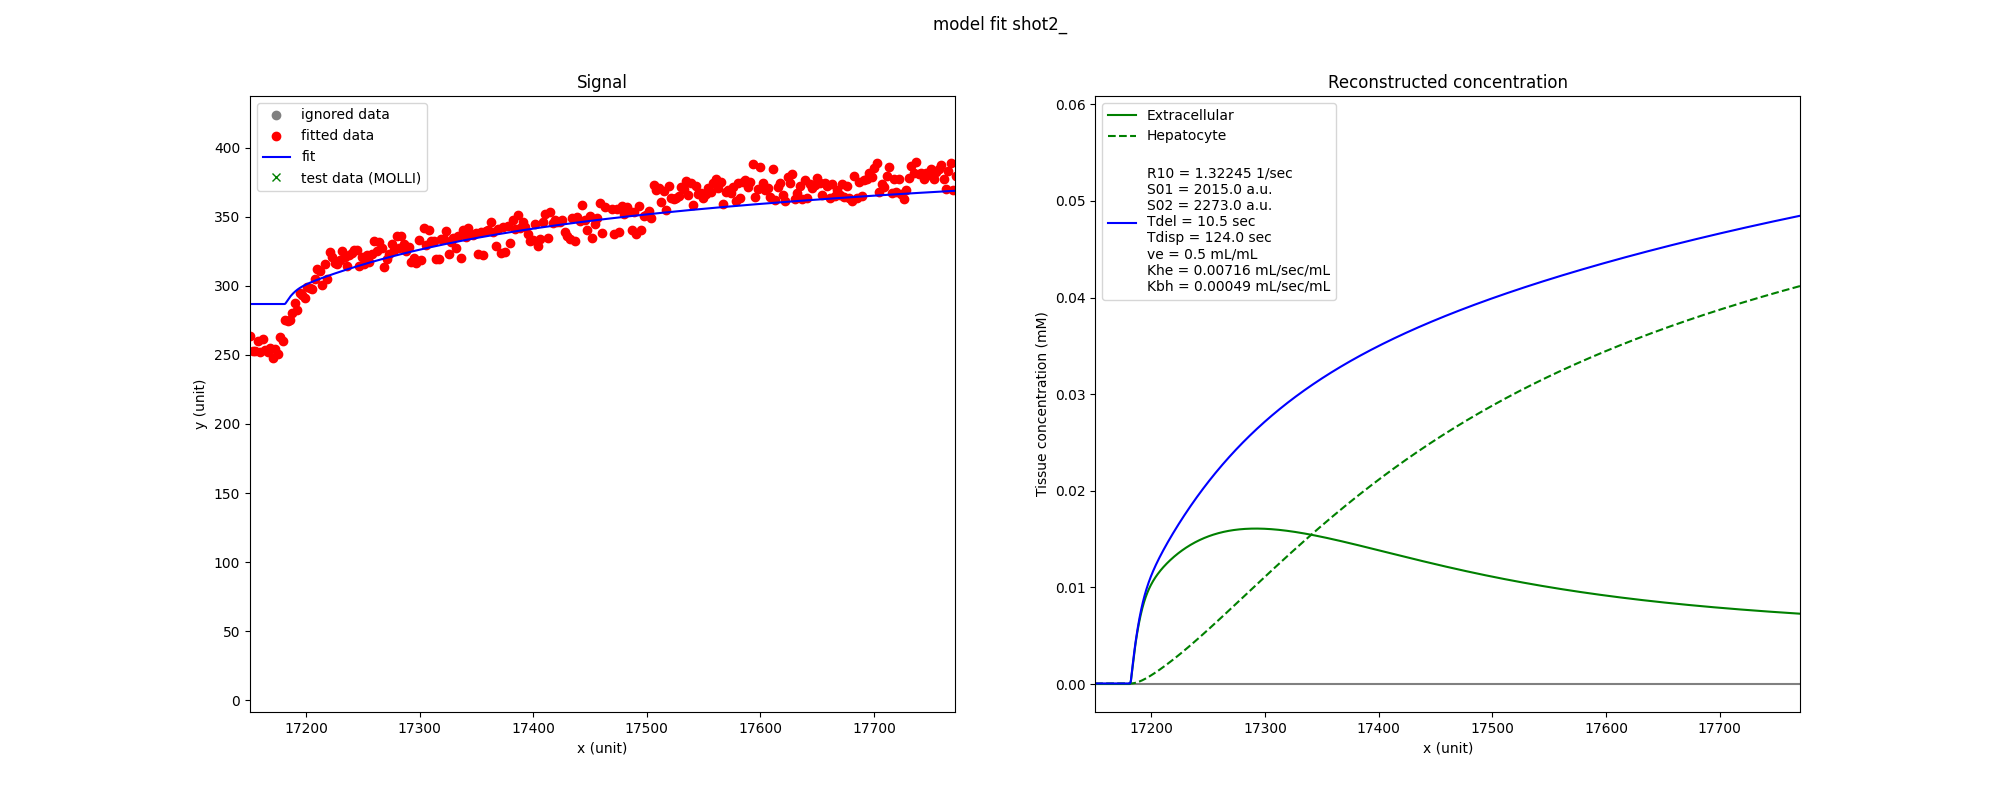 model fit shot2_
Signal
ignored data
fitted data
fit
test data (MOLLI)
400
350
300
250
200
150
100
50
0
y (unit)
17200
17300
17400
17500
17600
17700
x (unit)
Reconstructed concentration
Extracellular
Hepatocyte
R10 = 1.32245 1/sec
S01 = 2015.0 a.u.
S02 = 2273.0 a.u.
Tdel = 10.5 sec
Tdisp = 124.0 sec
ve = 0.5 mL/mL
Khe = 0.00716 mL/sec/mL
Kbh = 0.00049 mL/sec/mL
0.06
0.05
0.04
0.03
0.02
0.01
0.00
Tissue concentration (mM)
17200
17300
17400
17500
17600
17700
x (unit)